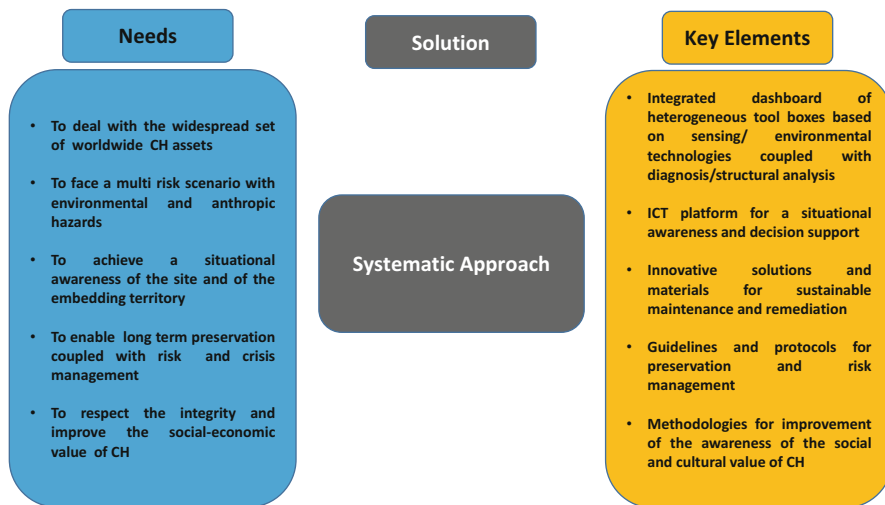 Needs
• To deal with the widespread set
of worldwide CH assets
• To face a multi risk scenario with
environmental and anthropic
hazards
• To achieve a situational
awareness of the site and of the
embedding territory
• To enable long term preservation
coupled with risk and crisis
management
• To respect the integrity and
improve the social-economic
value of CH
Solution
Systematic Approach
Key Elements
• Integrated dashboard of
heterogeneous tool boxes based
on sensing/ environmental
technologies coupled with
diagnosis/structural analysis
• ICT platform for a situational
awareness and decision support
• Innovative solutions and
materials for sustainable
maintenance and remediation
• Guidelines and protocols for
preservation and risk
management
• Methodologies for improvement
of the awareness of the social
and cultural value of CH